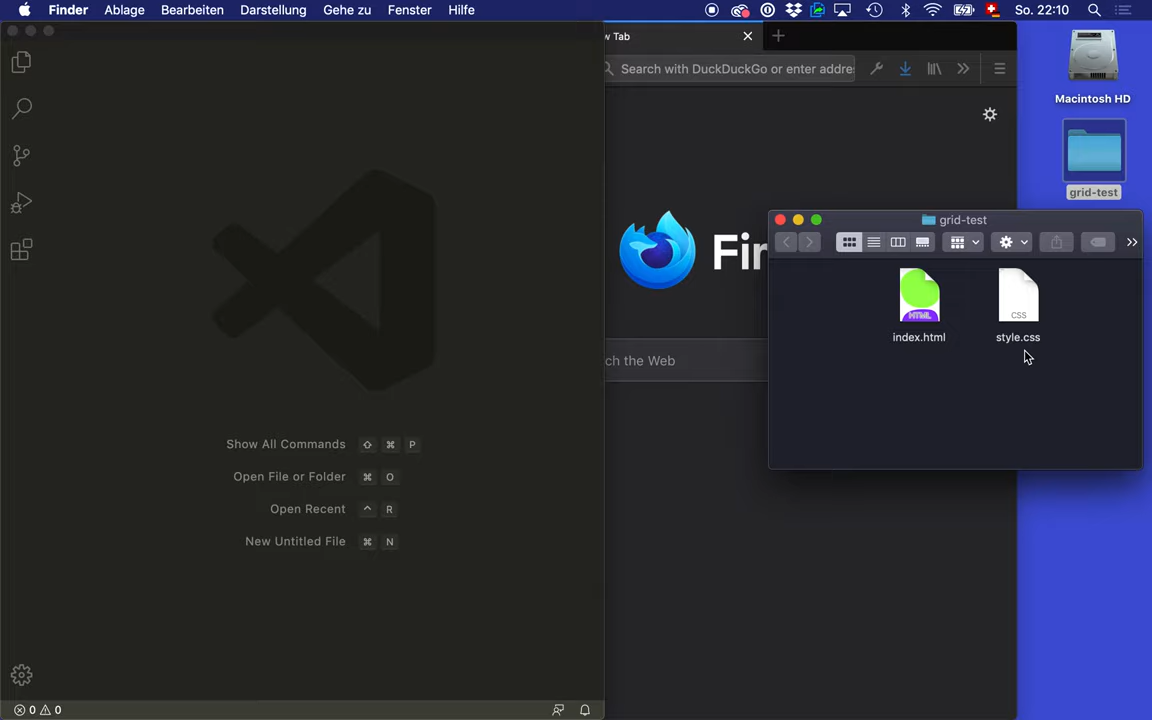 Finder Ablage Bearbeiten Darstellung Gehe zu Fenster Hilfe So. 22:10
w Tab
Search with DuckDuckGo or enter addre
Macintosh HD
grid-test
grid-test
Fir
HTML
CSS
index.html style.css
ch the Web
Show All Commands ⇧ ⌘ P
Open File or Folder ⌘ O
Open Recent ^ R
New Untitled File ⌘ N
0 0